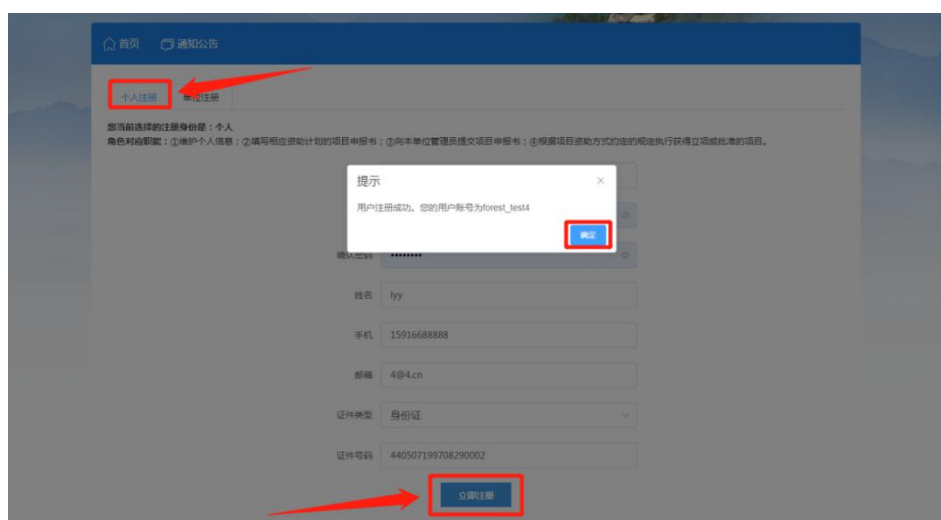 首页 通知公告
个人注册 单位注册
您当前选择的注册身份是：个人
角色对应职能：①维护个人信息；②填写相应资助计划的项目申报书；③向本单位管理员提交项目申报书；④根据项目资助方式约定的规定执行获得立项或批准的项目。
提示
用户注册成功。您的用户账号为forest_test4
确定
确认密码 ••••••••
姓名 lyy
手机 15916688888
邮箱 4@4.cn
证件类型 身份证
证件号码 440507199708290002
立即注册